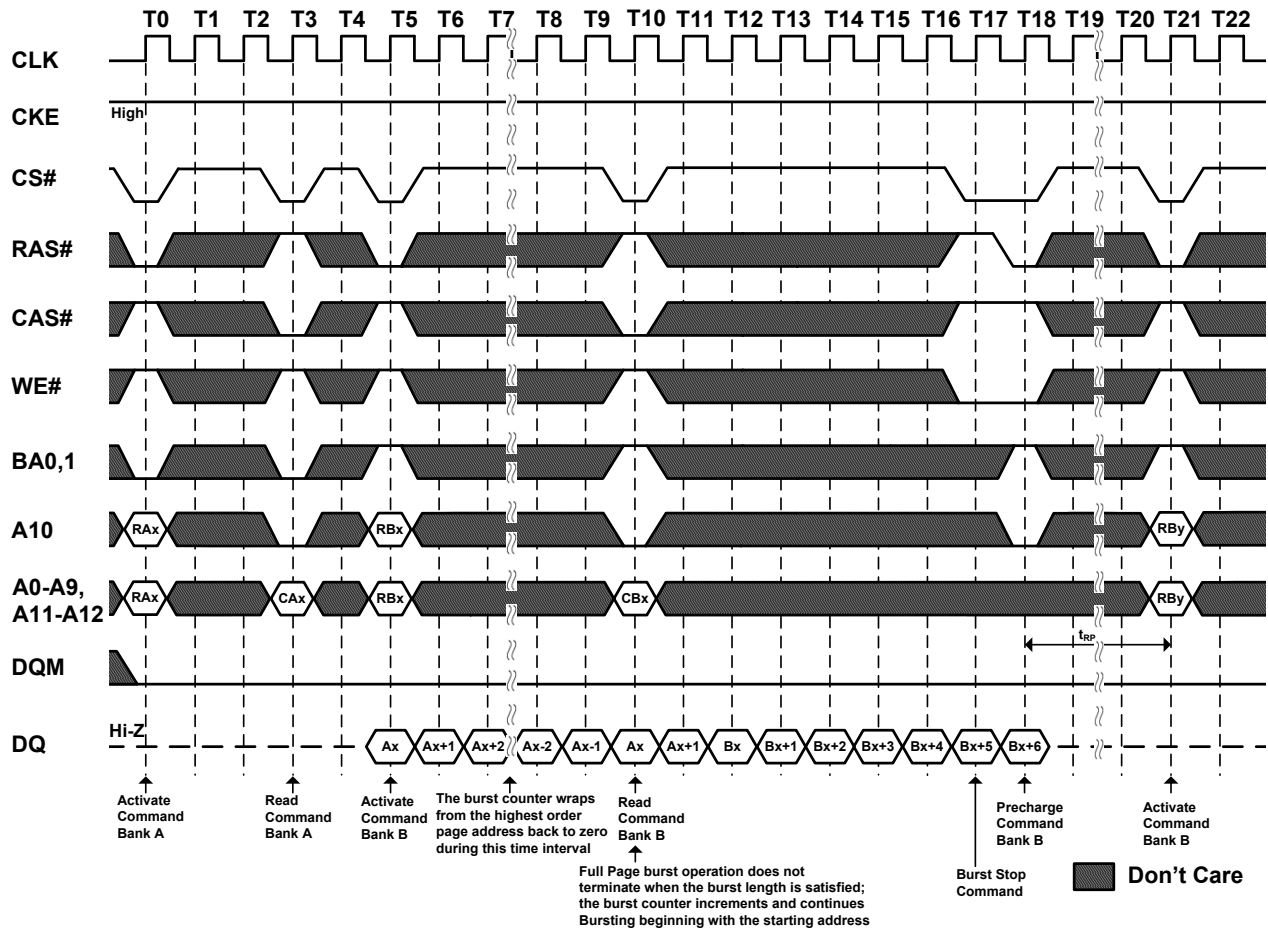 T0 T1 T2 T3 T4 T5 T6 T7 T8 T9 T10 T11 T12 T13 T14 T15 T16 T17 T18 T19 T20 T21 T22
CLK
CKE High
CS#
RAS#
CAS#
WE#
BA0,1
A10 RAx RBx RBy
A0-A9,
A11-A12 RAx CAx RBx CBx RBy
tRP
DQM
DQ Hi-Z Ax Ax+1 Ax+2 Ax-2 Ax-1 Ax Ax+1 Bx Bx+1 Bx+2 Bx+3 Bx+4 Bx+5 Bx+6
Activate
Command
Bank A
Read
Command
Bank A
Activate
Command
Bank B
The burst counter wraps
from the highest order
page address back to zero
during this time interval
Read
Command
Bank B
Full Page burst operation does not
terminate when the burst length is satisfied;
the burst counter increments and continues
Bursting beginning with the starting address
Burst Stop
Command
Precharge
Command
Bank B
Activate
Command
Bank B
Don't Care